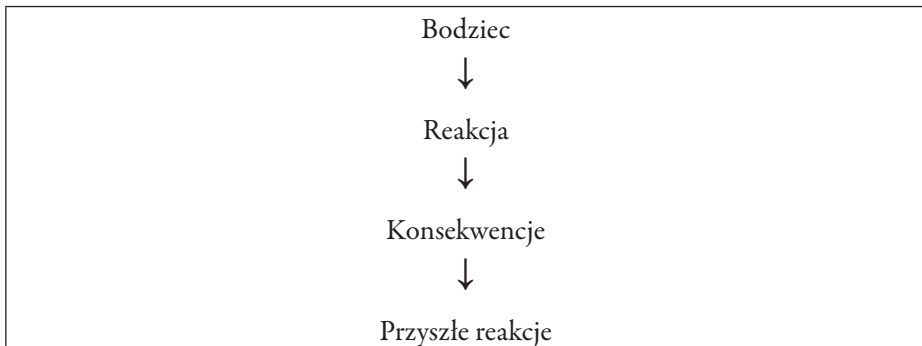 Bodziec
↓
Reakcja
↓
Konsekwencje
↓
Przyszłe reakcje